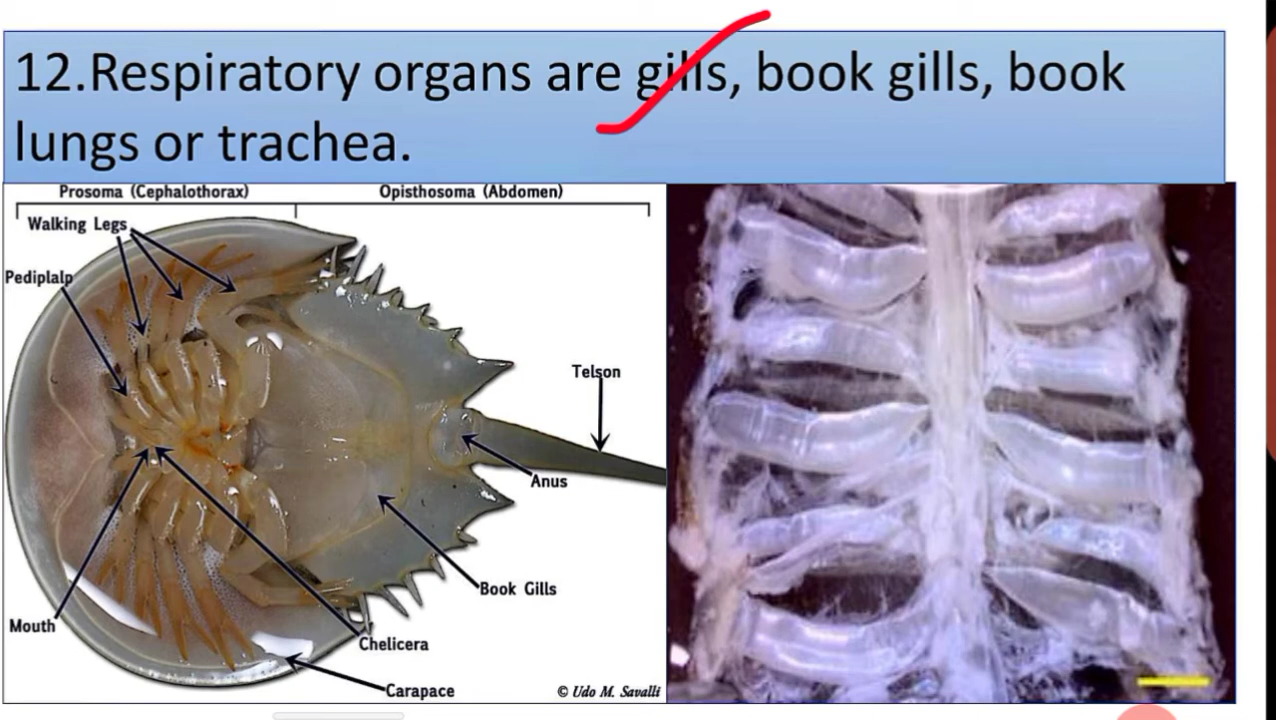 12.Respiratory organs are gills, book gills, book
lungs or trachea.
Prosoma (Cephalothorax)
Opisthosoma (Abdomen)
Walking Legs
Pediplalp
Telson
Anus
Book Gills
Mouth
Chelicera
Carapace
© Udo M. Savalli